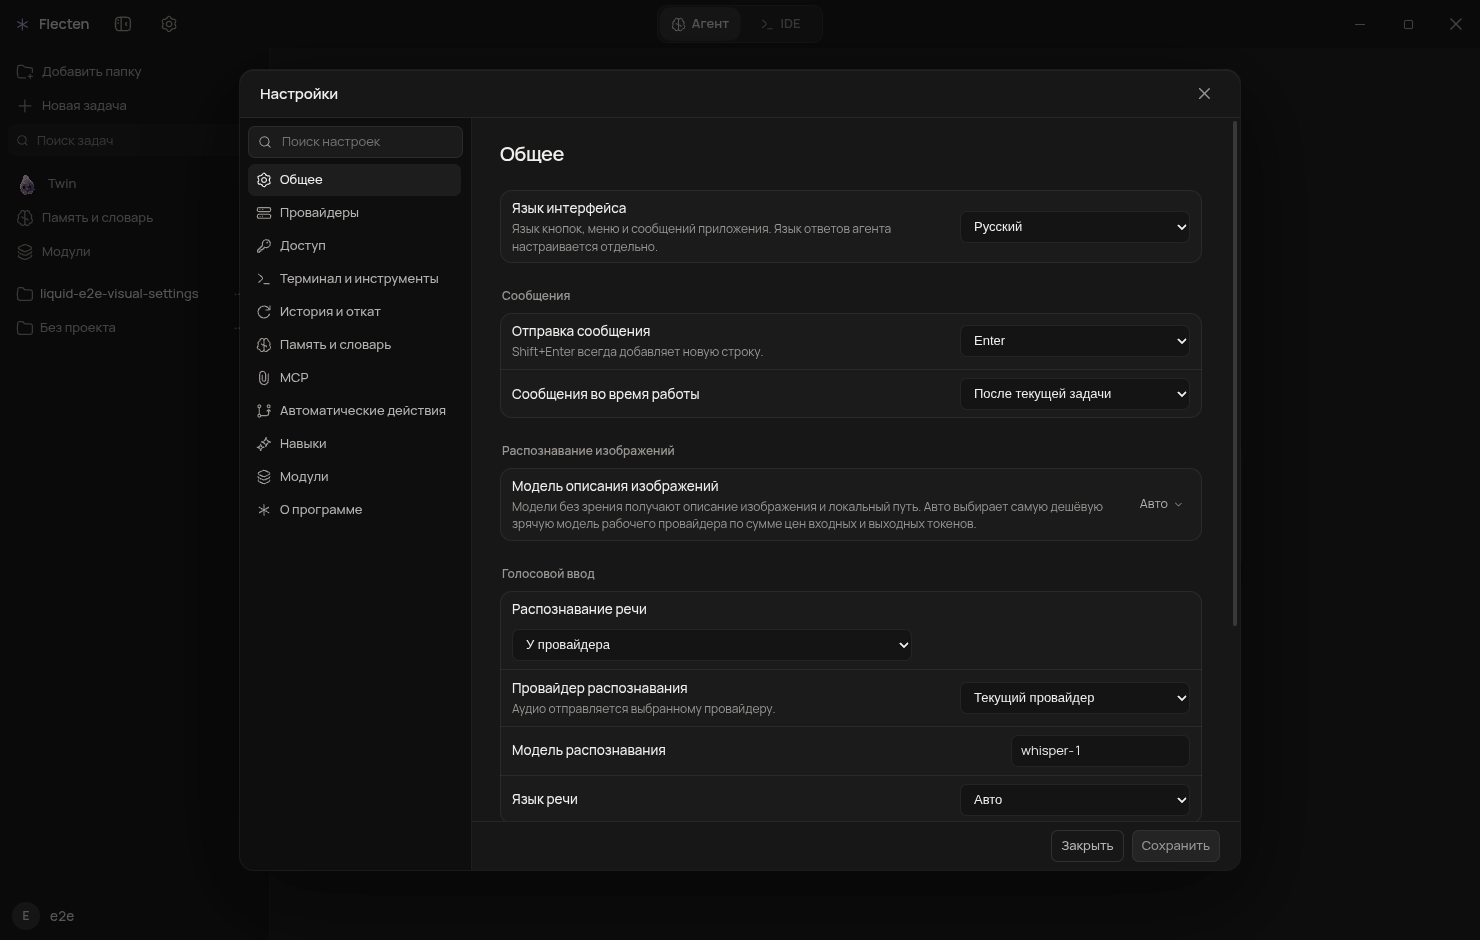 Flecten
Агент
IDE
Добавить папку
Новая задача
Поиск задач
Twin
Память и словарь
Модули
liquid-e2e-visual-settings
Без проекта
E
e2e
Настройки
Поиск настроек
Общее
Провайдеры
Доступ
Терминал и инструменты
История и откат
Память и словарь
MCP
Автоматические действия
Навыки
Модули
О программе
Общее
Язык интерфейса
Язык кнопок, меню и сообщений приложения. Язык ответов агента
настраивается отдельно.
Русский
Сообщения
Отправка сообщения
Shift+Enter всегда добавляет новую строку.
Enter
Сообщения во время работы
После текущей задачи
Распознавание изображений
Модель описания изображений
Модели без зрения получают описание изображения и локальный путь. Авто выбирает самую дешёвую
зрячую модель рабочего провайдера по сумме цен входных и выходных токенов.
Авто
Голосовой ввод
Распознавание речи
У провайдера
Провайдер распознавания
Аудио отправляется выбранному провайдеру.
Текущий провайдер
Модель распознавания
whisper-1
Язык речи
Авто
Закрыть
Сохранить